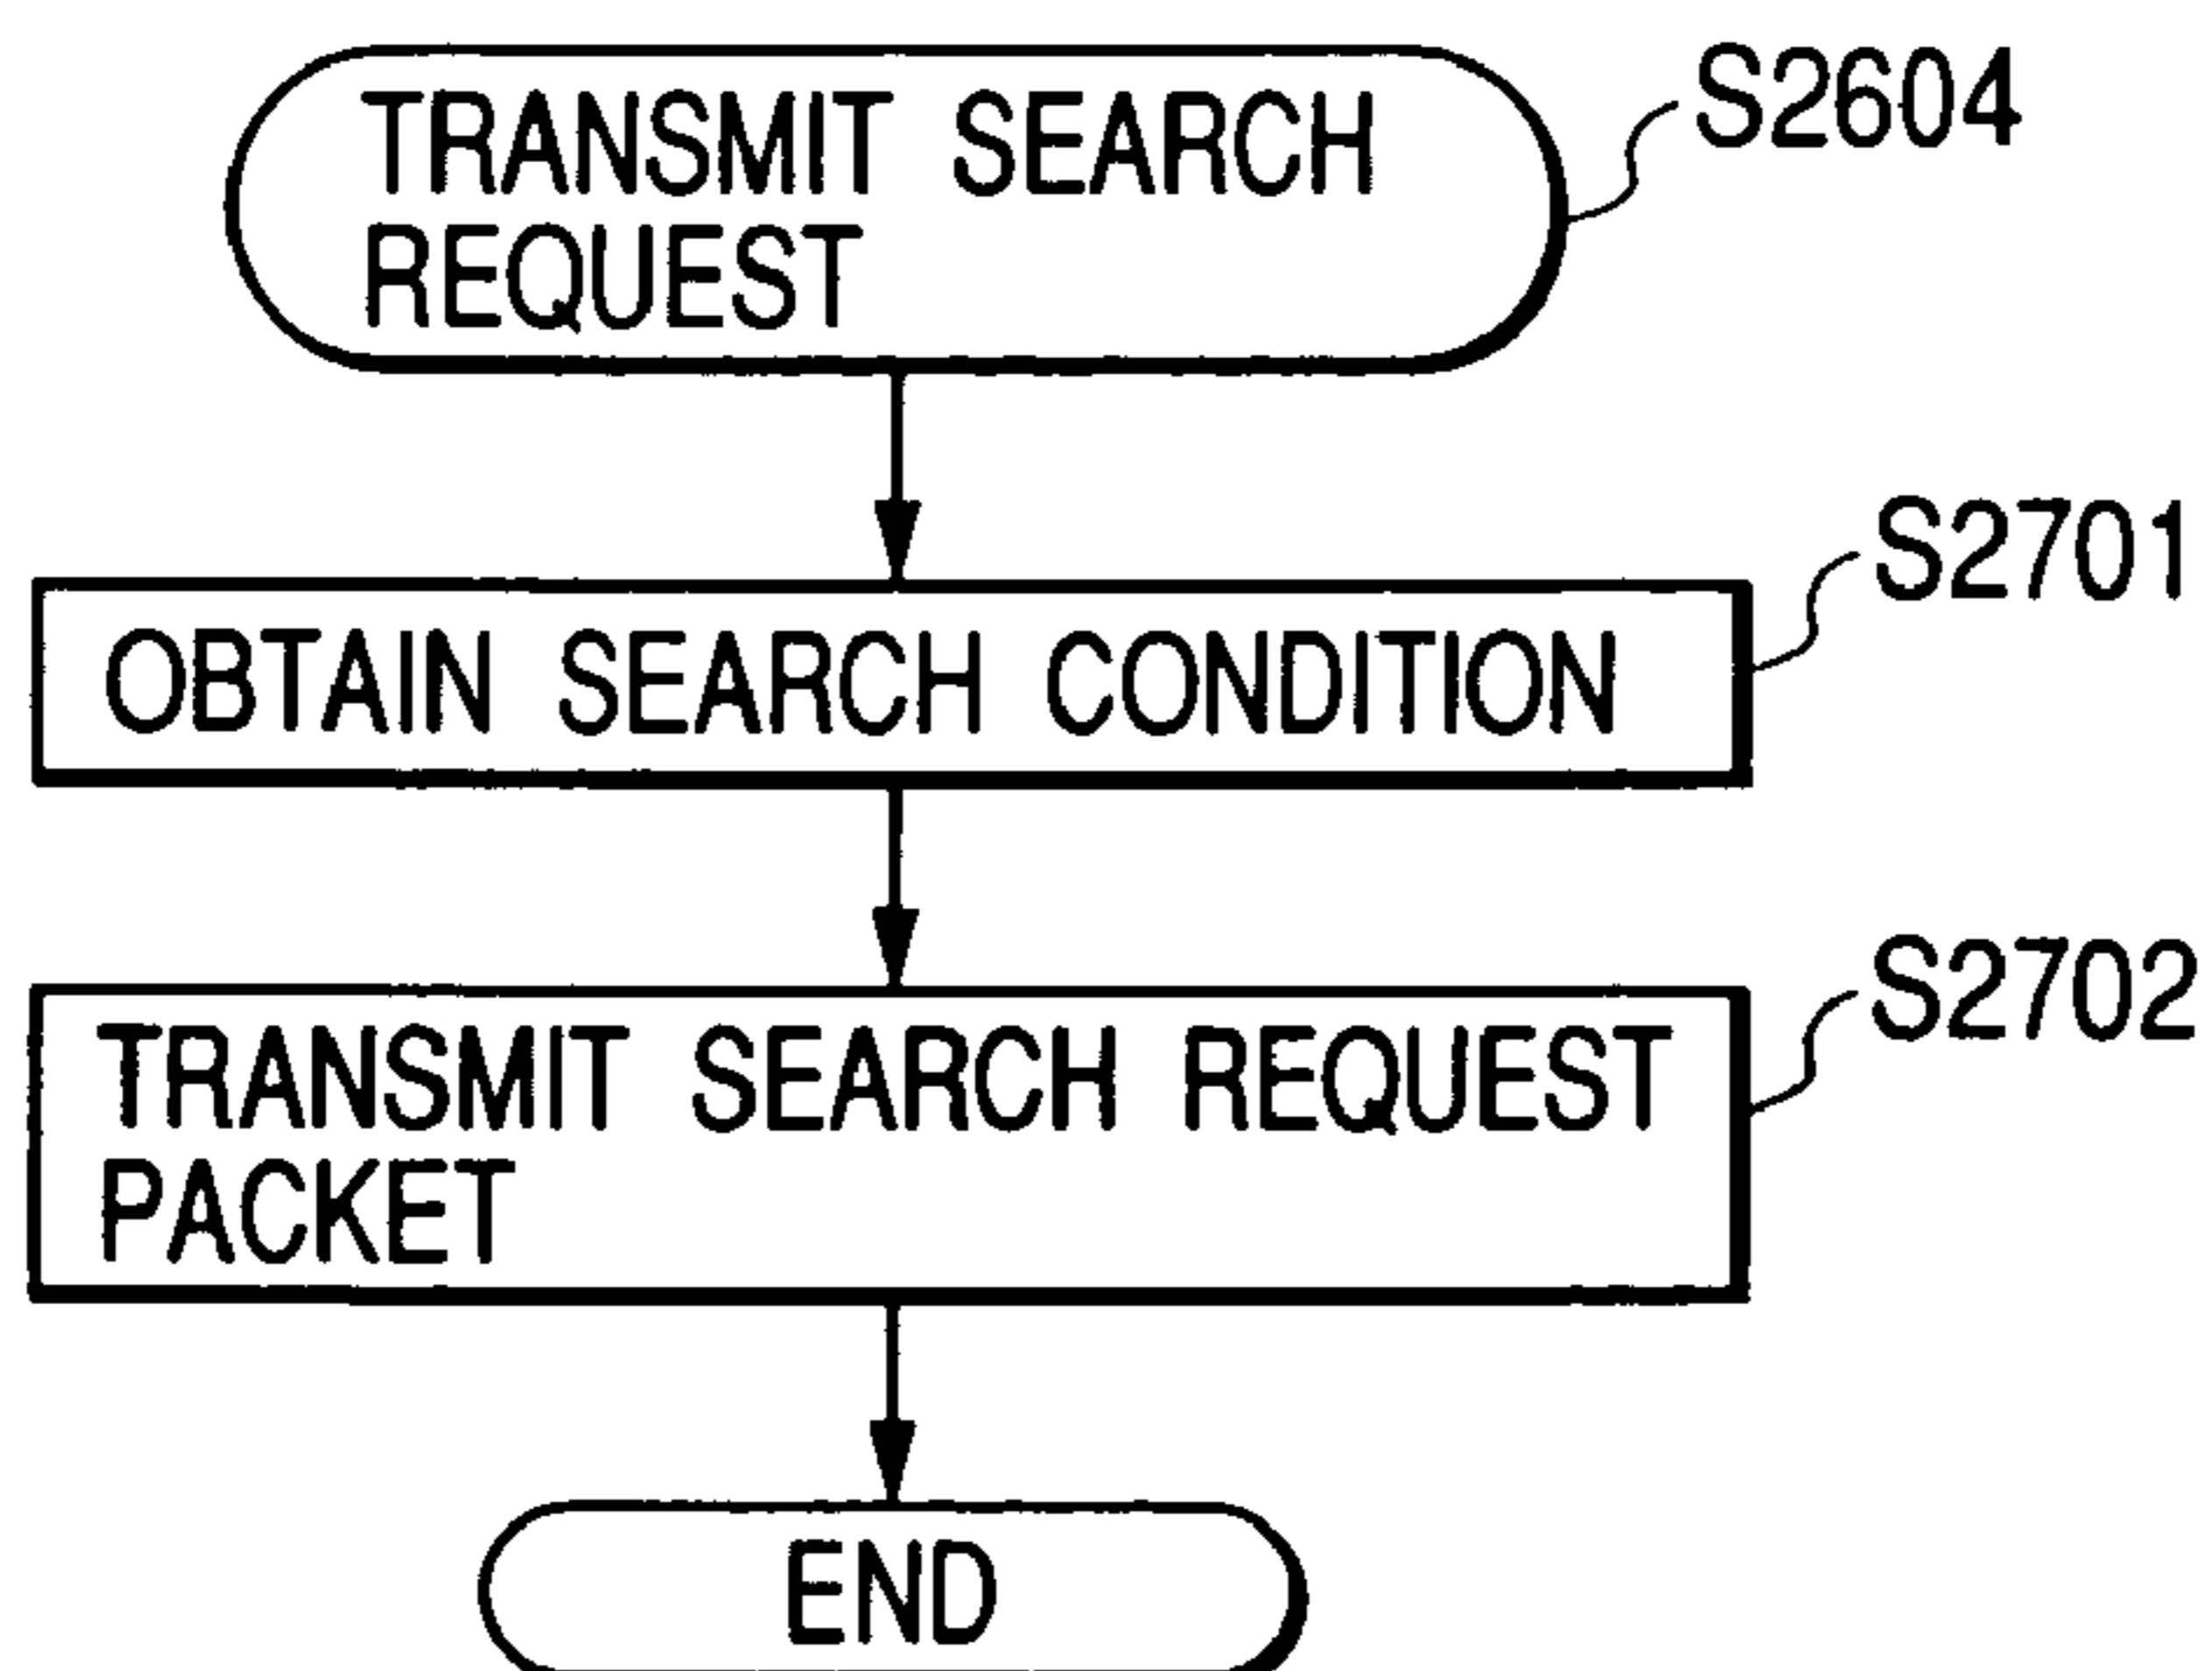 TRANSMIT SEARCH
REQUEST
S2604
OBTAIN SEARCH CONDITION
S2701
TRANSMIT SEARCH REQUEST
PACKET
S2702
END